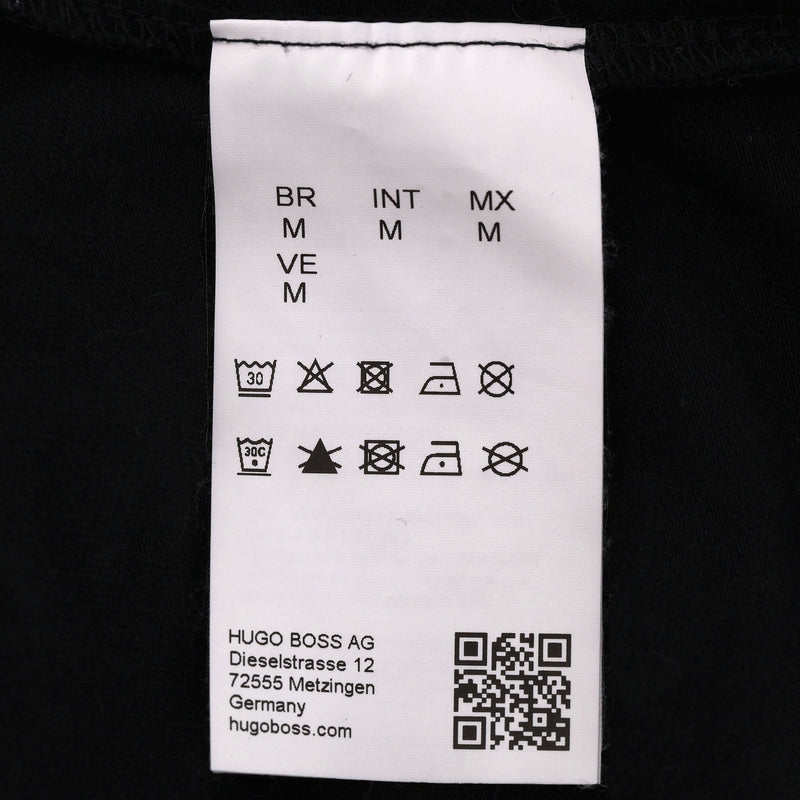 BR INT MX
M M M
VE
M
30
30C
HUGO BOSS AG
Dieselstrasse 12
72555 Metzingen
Germany
hugoboss.com